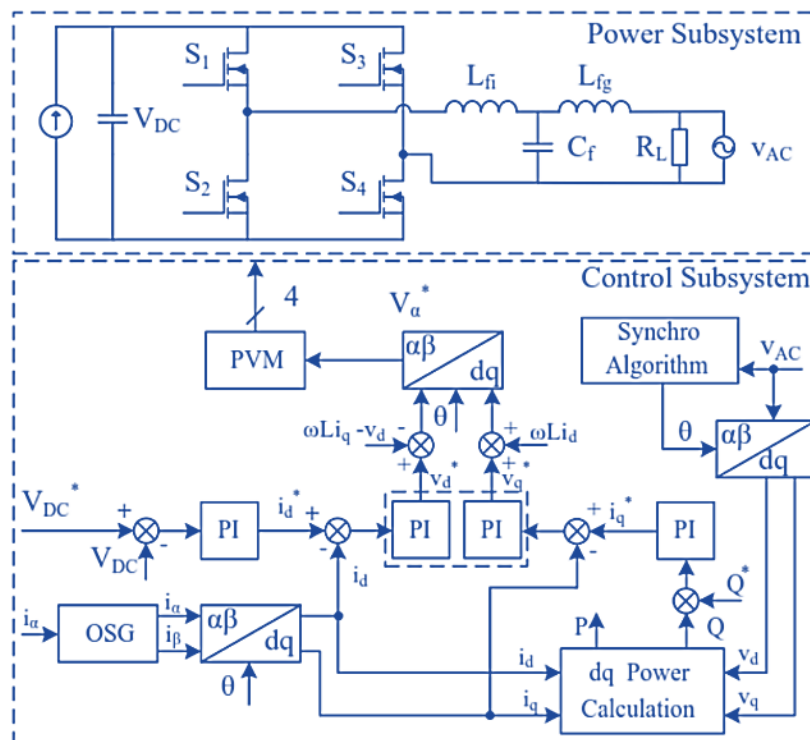 Power Subsystem
S1
S3
Lfi
Lfg
VDC
Cf
RL
vAC
S2
S4
Control Subsystem
4
Vα*
Synchro
Algorithm
vAC
PVM
αβ
dq
θ
θ
αβ
dq
ωLiq -vd
-
+
ωLid
+
vd*
+
vq*
VDC*
+
-
VDC
PI
id*
+
-
id
PI
PI
+
-
iq*
PI
Q*
Q
P
iα
OSG
iα
iβ
αβ
dq
θ
id
iq
dq Power
Calculation
vd
vq